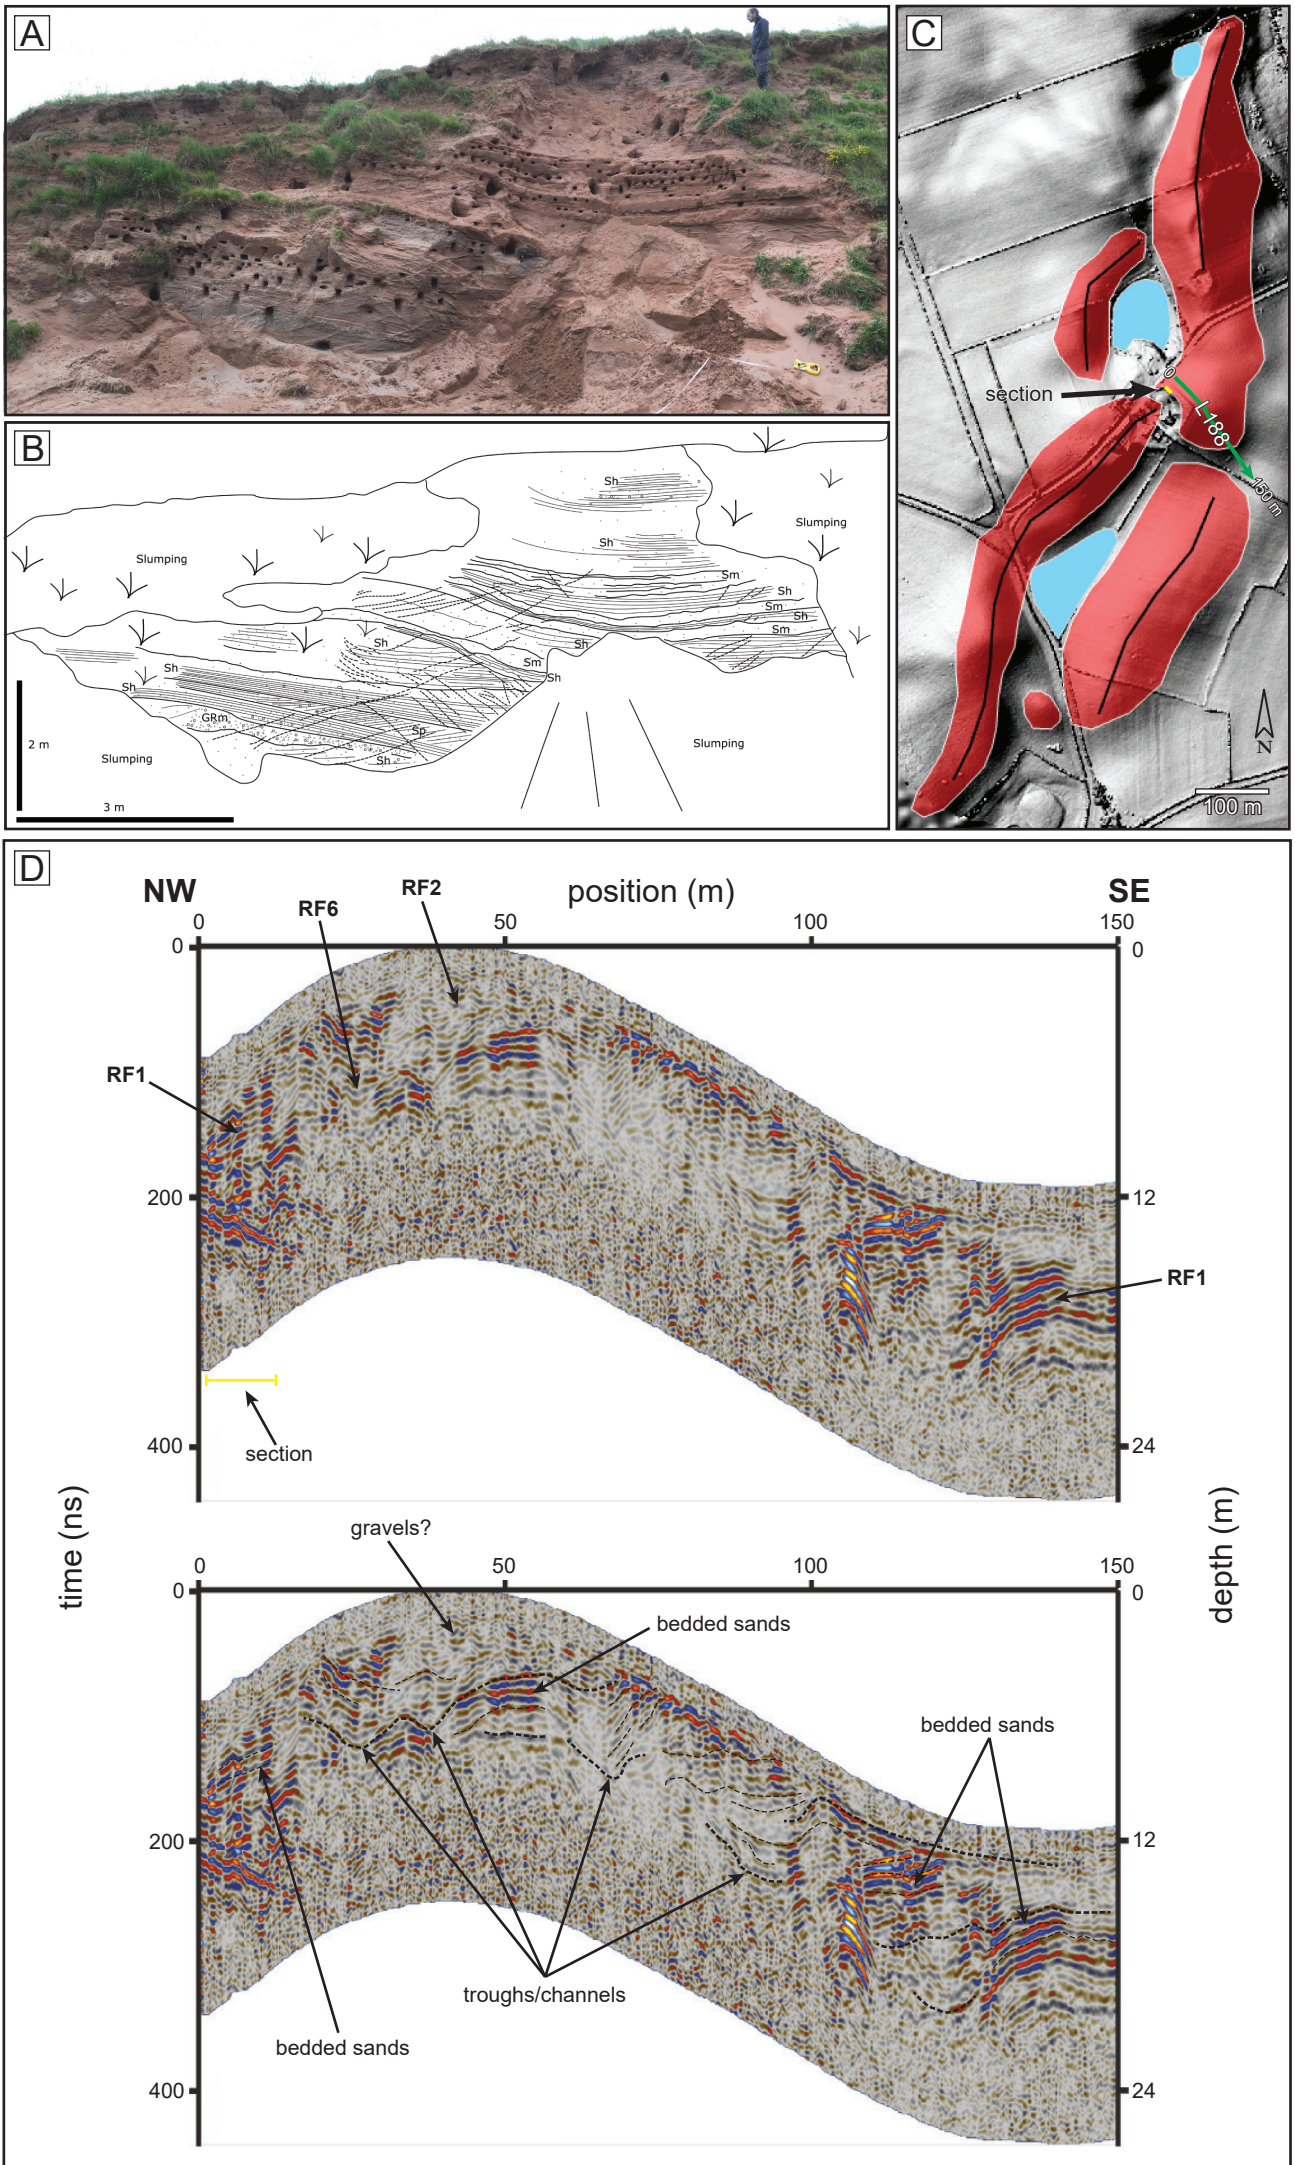 A
B
Sh
Sh
Slumping
Slumping
Sm
Sh
Sm
Sh
Sm
Sh
Sh
Sm
Sh
Sh
Sh
GRm
Sp
Sh
2 m
Slumping
Slumping
3 m
C
section
0
L188
150 m
N
100 m
D
NW
RF6
RF2
position (m)
SE
0
50
100
150
0
0
RF1
200
12
RF1
section
400
24
time (ns)
depth (m)
gravels?
0
50
100
150
0
0
bedded sands
bedded sands
200
12
troughs/channels
bedded sands
400
24